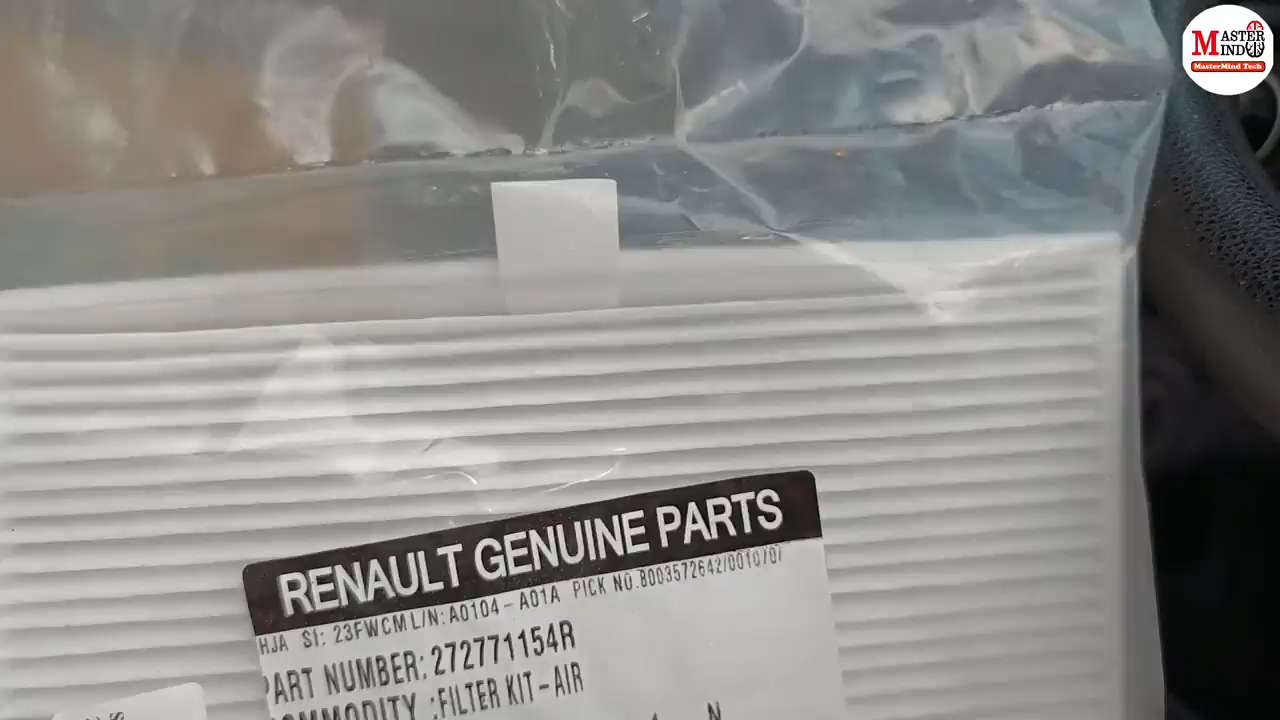 MASTER
MIND
MasterMind Tech
RENAULT GENUINE PARTS
HJA SI: 23FWCM L/N: A0104-A01A PICK NO.8003572642/0010/0/
PART NUMBER: 272771154R
COMMODITY :FILTER KIT-AIR